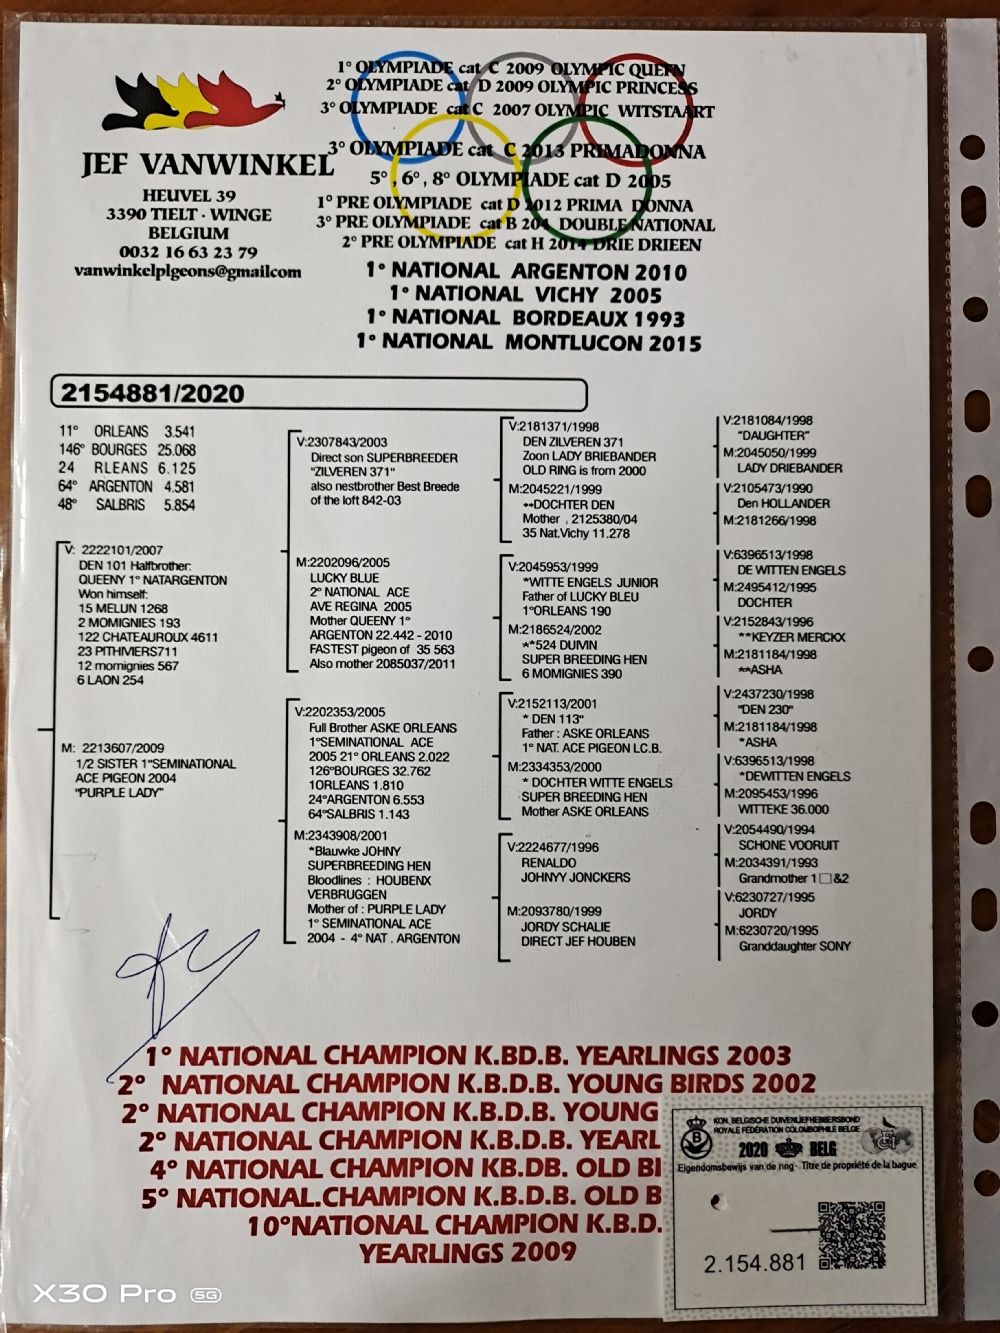 1° OLYMPIADE cat C 2009 OLYMPIC QUEFN
2° OLYMPIADE cat D 2009 OLYMPIC PRINCESS
3° OLYMPIADE cat C 2007 OLYMPIC WITSTAART
3° OLYMPIADE cat C 2013 PRIMADONNA
5°, 6°, 8° OLYMPIADE cat D 2005
1° PRE OLYMPIADE cat D 2012 PRIMA DONNA
3° PRE OLYMPIADE cat B 204 DOUBLE NATIONAL
2° PRE OLYMPIADE cat H 2014 DRIE DRIEEN
JEF VANWINKEL
HEUVEL 39
3390 TIELT · WINGE
BELGIUM
0032 16 63 23 79
vanwinkelplgeons@gmailcom
1° NATIONAL ARGENTON 2010
1° NATIONAL VICHY 2005
1° NATIONAL BORDEAUX 1993
1° NATIONAL MONTLUCON 2015
2154881/2020
11° ORLEANS 3.541
146° BOURGES 25.068
24 RLEANS 6.125
64° ARGENTON 4.581
48° SALBRIS 5.854
V: 2222101/2007
DEN 101 Halfbrother:
QUEENY 1° NATARGENTON
Won himself:
15 MELUN 1268
2 MOMIGNIES 193
122 CHATEAUROUX 4611
23 PITHIVIERS711
12 momignies 567
6 LAON 254
M: 2213607/2009
1/2 SISTER 1"SEMINATIONAL
ACE PIGEON 2004
"PURPLE LADY"
V:2307843/2003
Direct son SUPERBREEDER
"ZILVEREN 371"
also nestbrother Best Breede
of the loft 842-03
M:2202096/2005
LUCKY BLUE
2° NATIONAL ACE
AVE REGINA 2005
Mother QUEENY 1°
ARGENTON 22.442 - 2010
FASTEST pigeon of 35 563
Also mother 2085037/2011
V:2202353/2005
Full Brother ASKE ORLEANS
1°SEMINATIONAL ACE
2005 21° ORLEANS 2.022
126°BOURGES 32.762
1ORLEANS 1.810
24°ARGENTON 6.553
64°SALBRIS 1.143
M:2343908/2001
*Blauwke JOHNY
SUPERBREEDING HEN
Bloodlines : HOUBENX
VERBRUGGEN
Mother of : PURPLE LADY
1° SEMINATIONAL ACE
2004 - 4° NAT . ARGENTON
V:2181371/1998
DEN ZILVEREN 371
Zoon LADY BRIEBANDER
OLD RING is from 2000
M:2045221/1999
**DOCHTER DEN
Mother . 2125380/04
35 Nat.Vichy 11.278
V:2045953/1999
*WITTE ENGELS JUNIOR
Father of LUCKY BLEU
1°ORLEANS 190
M:2186524/2002
**524 DUIVIN
SUPER BREEDING HEN
6 MOMIGNIES 390
V:2152113/2001
* DEN 113"
Father : ASKE ORLEANS
1° NAT. ACE PIGEON I.C.B.
M:2334353/2000
* DOCHTER WITTE ENGELS
SUPER BREEDING HEN
Mother ASKE ORLEANS
V:2224677/1996
RENALDO
JOHNYY JONCKERS
M:2093780/1999
JORDY SCHALIE
DIRECT JEF HOUBEN
V:2181084/1998
"DAUGHTER"
M:2045050/1999
LADY DRIEBANDER
V:2105473/1990
Den HOLLANDER
M:2181266/1998
V:6396513/1998
DE WITTEN ENGELS
M:2495412/1995
DOCHTER
V:2152843/1996
**KEYZER MERCKX
M:2181184/1998
**ASHA
V:2437230/1998
"DEN 230"
M:2181184/1998
*ASHA
V:6396513/1998
*DEWITTEN ENGELS
M:2095453/1996
WITTEKE 36.000
V:2054490/1994
SCHONE VOORUIT
M:2034391/1993
Grandmother 1□&2
V:6230727/1995
JORDY
M:6230720/1995
Granddaughter SONY
1° NATIONAL CHAMPION K.BD.B. YEARLINGS 2003
2° NATIONAL CHAMPION K.B.D.B. YOUNG BIRDS 2002
2° NATIONAL CHAMPION K.B.D.B. YOUNG
2° NATIONAL CHAMPION K.B.D.B. YEARL
4° NATIONAL CHAMPION KB.DB. OLD BI
5° NATIONAL.CHAMPION K.B.D.B. OLD B
10°NATIONAL CHAMPION K.B.D.
YEARLINGS 2009
KON. BELGISCHE DUIVENLIEFHEBBERSBOND
ROYALE FÉDÉRATION COLOMBOPHILE BELGE
B
2020 BELG
Eigendomsbewijs van de ring - Titre de propriété de la bague
2.154.881
X30 Pro 5G